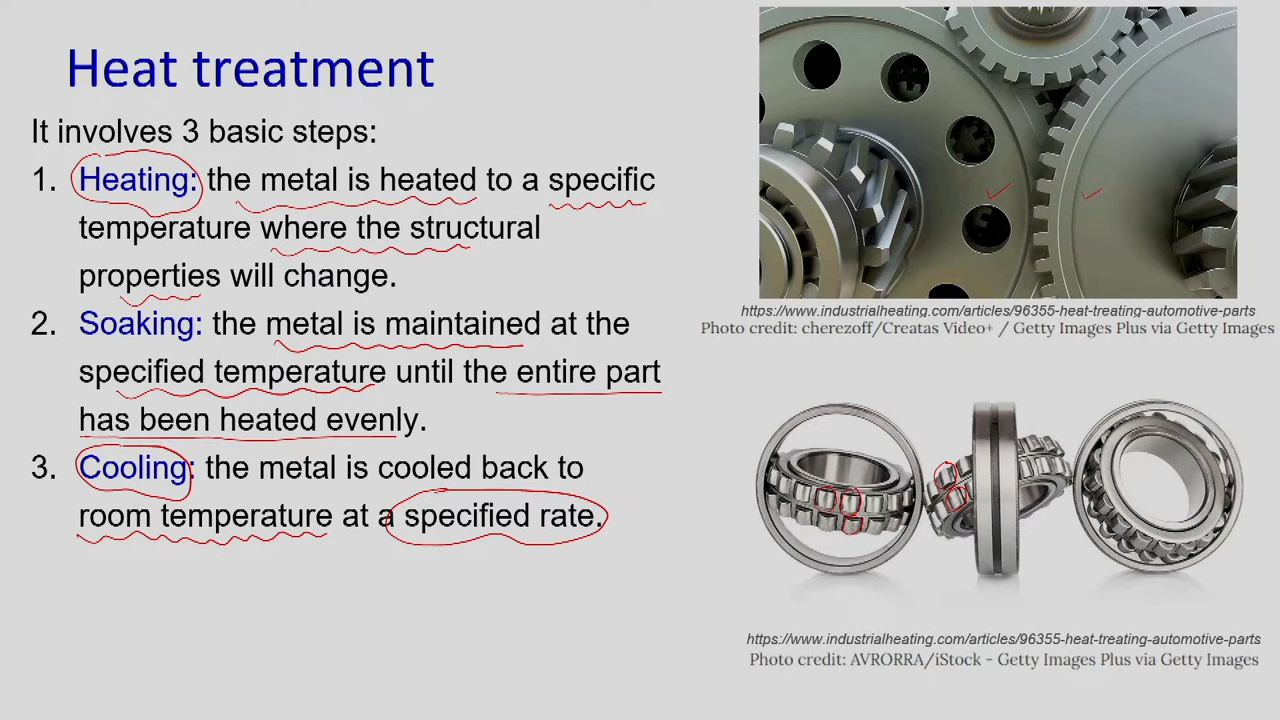 Heat treatment
It involves 3 basic steps:
1. Heating: the metal is heated to a specific
temperature where the structural
properties will change.
2. Soaking: the metal is maintained at the
specified temperature until the entire part
has been heated evenly.
3. Cooling: the metal is cooled back to
room temperature at a specified rate.
https://www.industrialheating.com/articles/96355-heat-treating-automotive-parts
Photo credit: cherezoff/Creatas Video+ / Getty Images Plus via Getty Images
https://www.industrialheating.com/articles/96355-heat-treating-automotive-parts
Photo credit: AVRORRA/iStock - Getty Images Plus via Getty Images